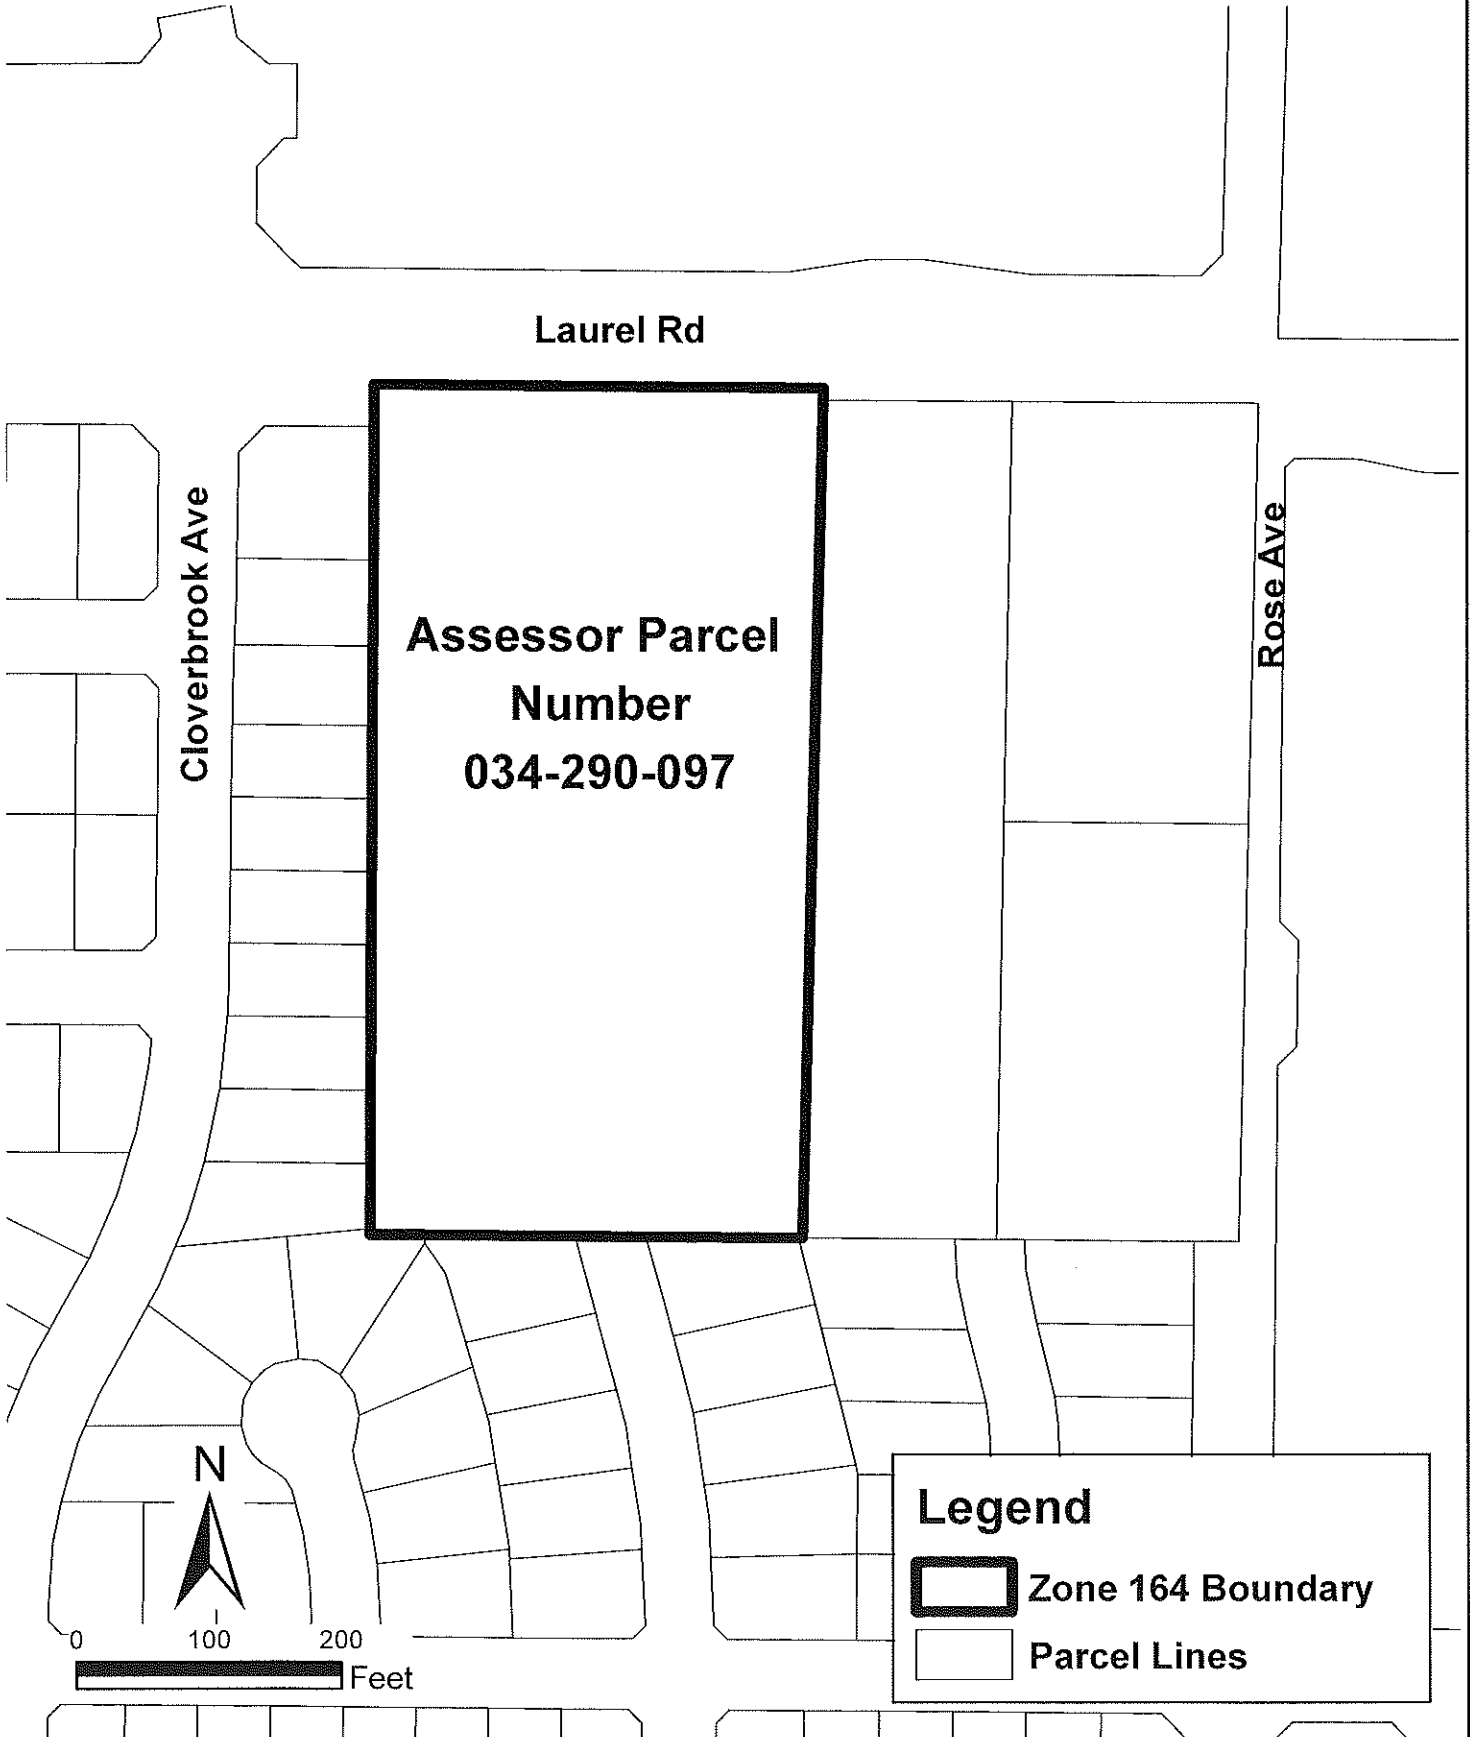 Laurel Rd
Cloverbrook Ave
Assessor Parcel
Number
034-290-097
Rose Ave
N
0 100 200
Feet
Legend
Zone 164 Boundary
Parcel Lines